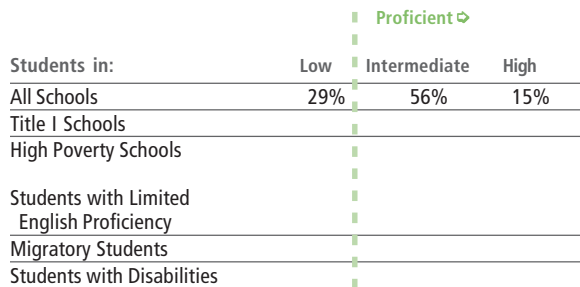 Proficient ➭
Students in: Low Intermediate High
All Schools 29% 56% 15%
Title I Schools
High Poverty Schools
Students with Limited
English Proficiency
Migratory Students
Students with Disabilities